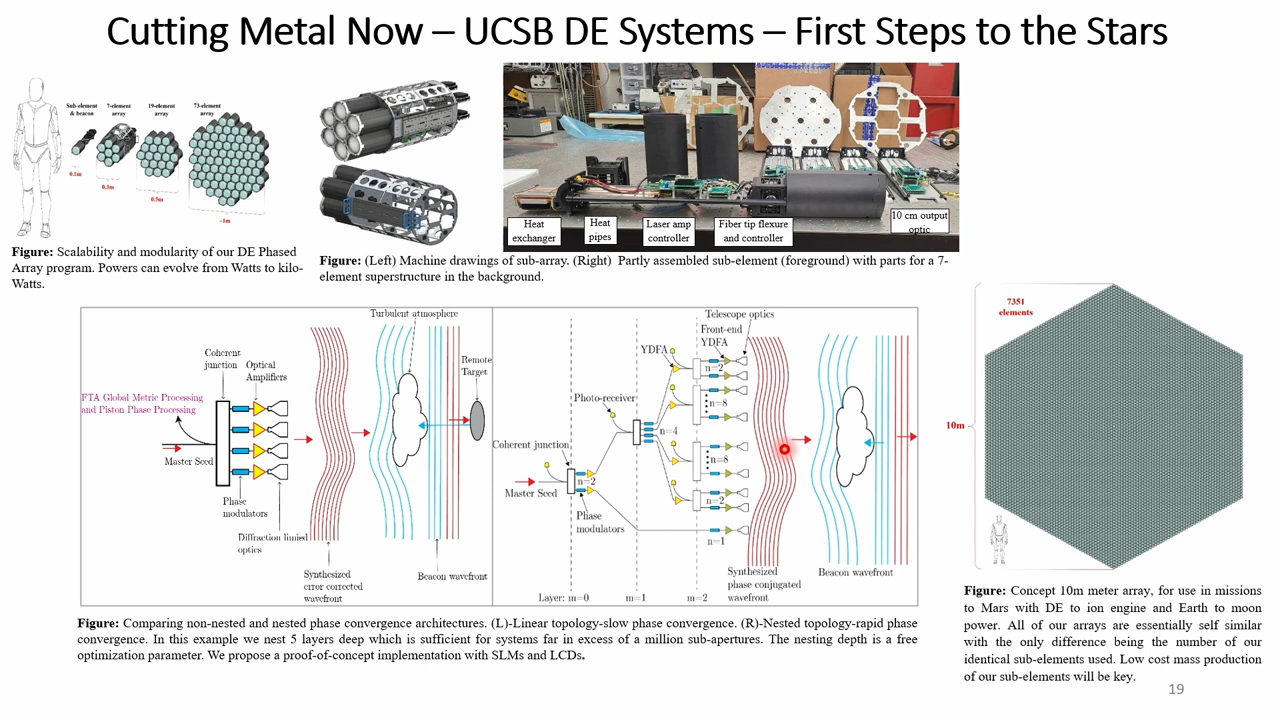 Cutting Metal Now – UCSB DE Systems – First Steps to the Stars
Sub-element & beacon
7-element array
19-element array
73-element array
0.1m
0.3m
0.5m
~1m
Figure: Scalability and modularity of our DE Phased
Array program. Powers can evolve from Watts to kilo-
Watts.
Heat exchanger
Heat pipes
Laser amp controller
Fiber tip flexure and controller
10 cm output optic
Figure: (Left) Machine drawings of sub-array. (Right) Partly assembled sub-element (foreground) with parts for a 7-
element superstructure in the background.
Turbulent atmosphere
Coherent junction
Optical Amplifiers
Remote Target
FTA Global Metric Processing
and Piston Phase Processing
Master Seed
Phase modulators
Diffraction limied optics
Synthesized error corrected wavefront
Beacon wavefront
Telescope optics
Front-end YDFA
YDFA
n=2
Photo-receiver
n=8
n=4
Coherent junction
n=8
n=2
Master Seed
n=2
Phase modulators
n=1
Synthesized phase conjugated wavefront
Beacon wavefront
Layer: m=0
m=1
m=2
Figure: Comparing non-nested and nested phase convergence architectures. (L)-Linear topology-slow phase convergence. (R)-Nested topology-rapid phase
convergence. In this example we nest 5 layers deep which is sufficient for systems far in excess of a million sub-apertures. The nesting depth is a free
optimization parameter. We propose a proof-of-concept implementation with SLMs and LCDs.
7351 elements
10m
Figure: Concept 10m meter array, for use in missions
to Mars with DE to ion engine and Earth to moon
power. All of our arrays are essentially self similar
with the only difference being the number of our
identical sub-elements used. Low cost mass production
of our sub-elements will be key.
19